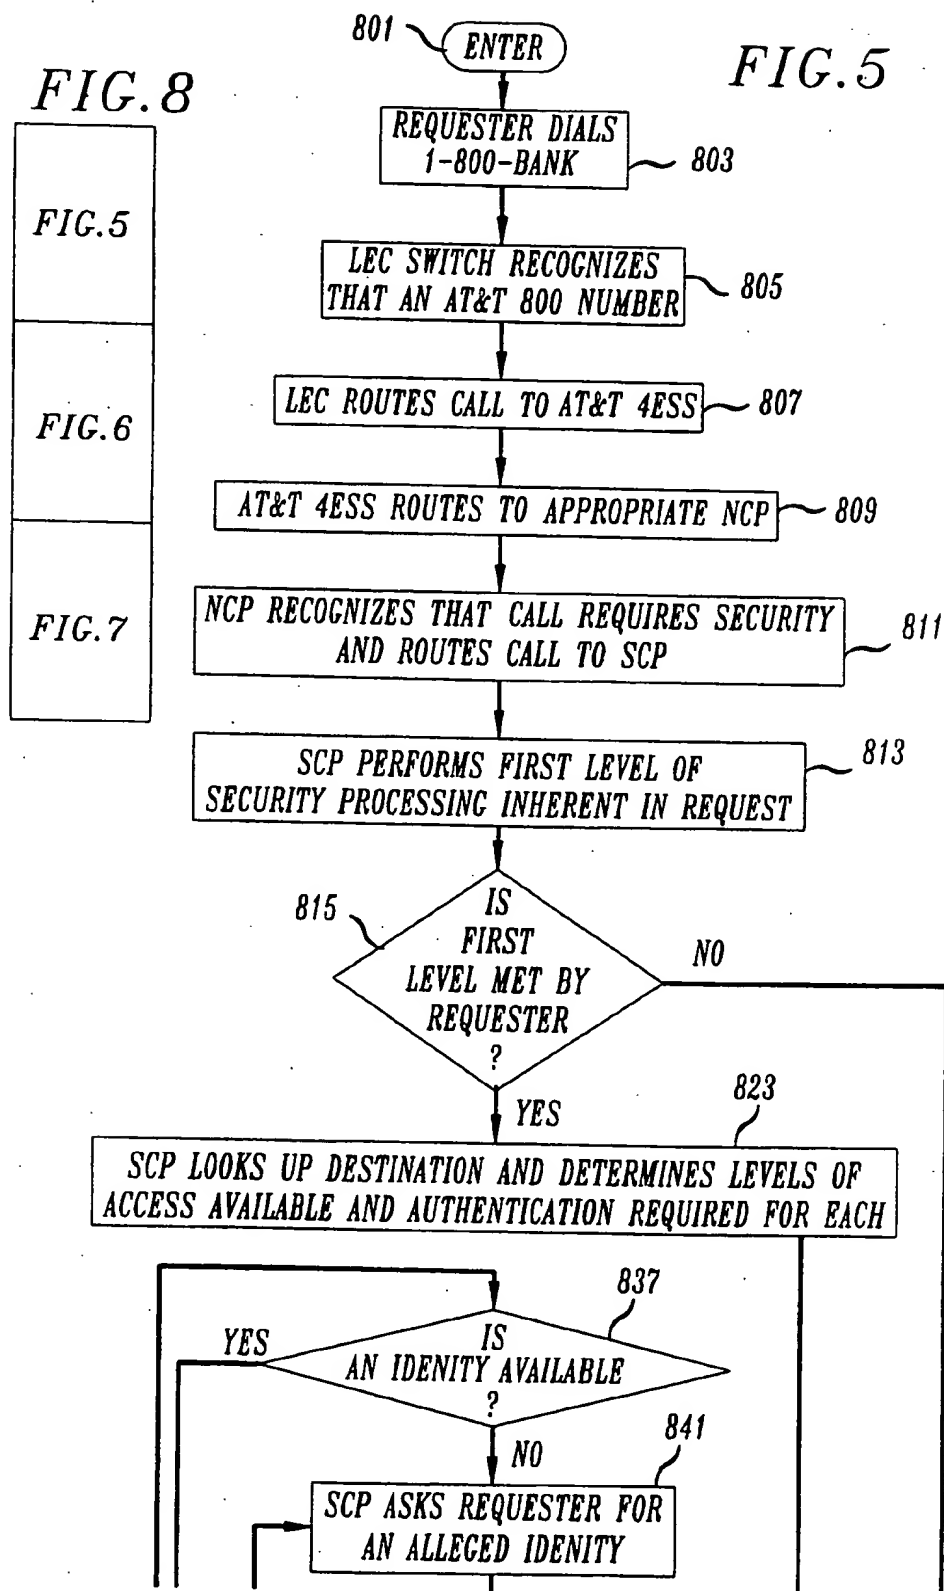 801
ENTER
FIG.5
FIG.8
FIG.5
FIG.6
FIG.7
REQUESTER DIALS
1-800-BANK
803
LEC SWITCH RECOGNIZES
THAT AN AT&T 800 NUMBER
805
LEC ROUTES CALL TO AT&T 4ESS
807
AT&T 4ESS ROUTES TO APPROPRIATE NCP
809
NCP RECOGNIZES THAT CALL REQUIRES SECURITY
AND ROUTES CALL TO SCP
811
SCP PERFORMS FIRST LEVEL OF
SECURITY PROCESSING INHERENT IN REQUEST
813
815
IS
FIRST
LEVEL MET BY
REQUESTER
?
NO
YES
823
SCP LOOKS UP DESTINATION AND DETERMINES LEVELS OF
ACCESS AVAILABLE AND AUTHENTICATION REQUIRED FOR EACH
837
YES
IS
AN IDENITY AVAILABLE
?
NO
841
SCP ASKS REQUESTER FOR
AN ALLEGED IDENITY